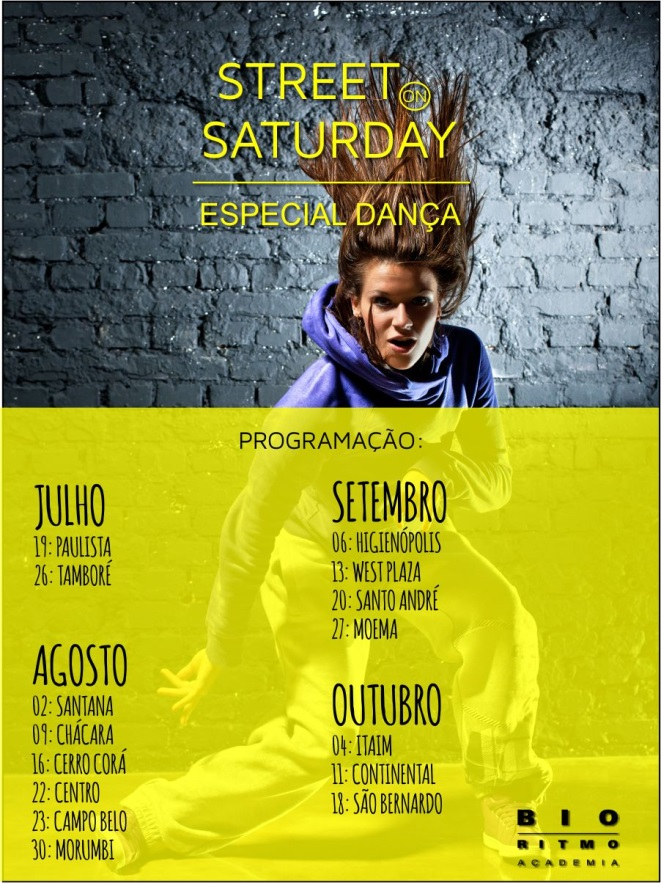 STREET ON
SATURDAY
ESPECIAL DANÇA
PROGRAMAÇÃO:
JULHO
19: PAULISTA
26: TAMBORÉ
AGOSTO
02: SANTANA
09: CHÁCARA
16: CERRO CORÁ
22: CENTRO
23: CAMPO BELO
30: MORUMBI
SETEMBRO
06: HIGIENÓPOLIS
13: WEST PLAZA
20: SANTO ANDRÉ
27: MOEMA
OUTUBRO
04: ITAIM
11: CONTINENTAL
18: SÃO BERNARDO
BIO
RITMO
ACADEMIA